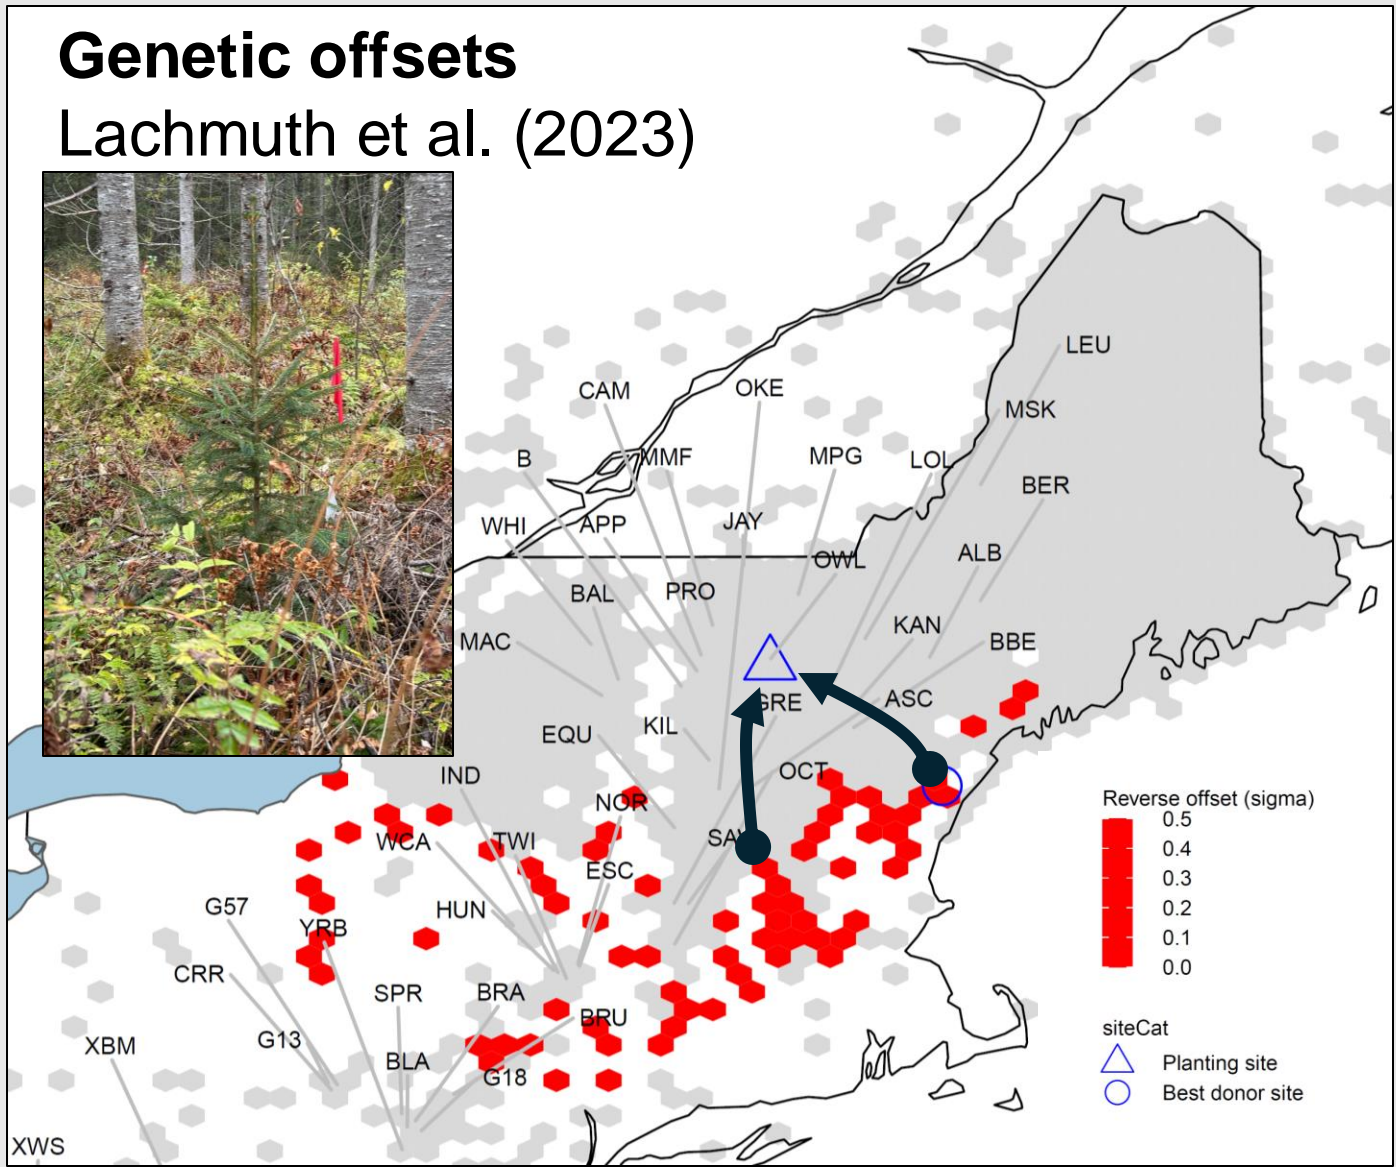 Genetic offsets
Lachmuth et al. (2023)
LEU
CAM
OKE
MSK
B
MMF
MPG
LOL
BER
WHI
APP
JAY
OWL
ALB
BAL
PRO
KAN
MAC
BBE
GRE
ASC
EQU
KIL
IND
OCT
NOR
WCA
TWI
ESC
G57
HUN
YRB
CRR
SPR
BRA
BRU
G13
XBM
BLA
G18
XWS
Reverse offset (sigma)
0.5
0.4
0.3
0.2
0.1
0.0
siteCat
Planting site
Best donor site